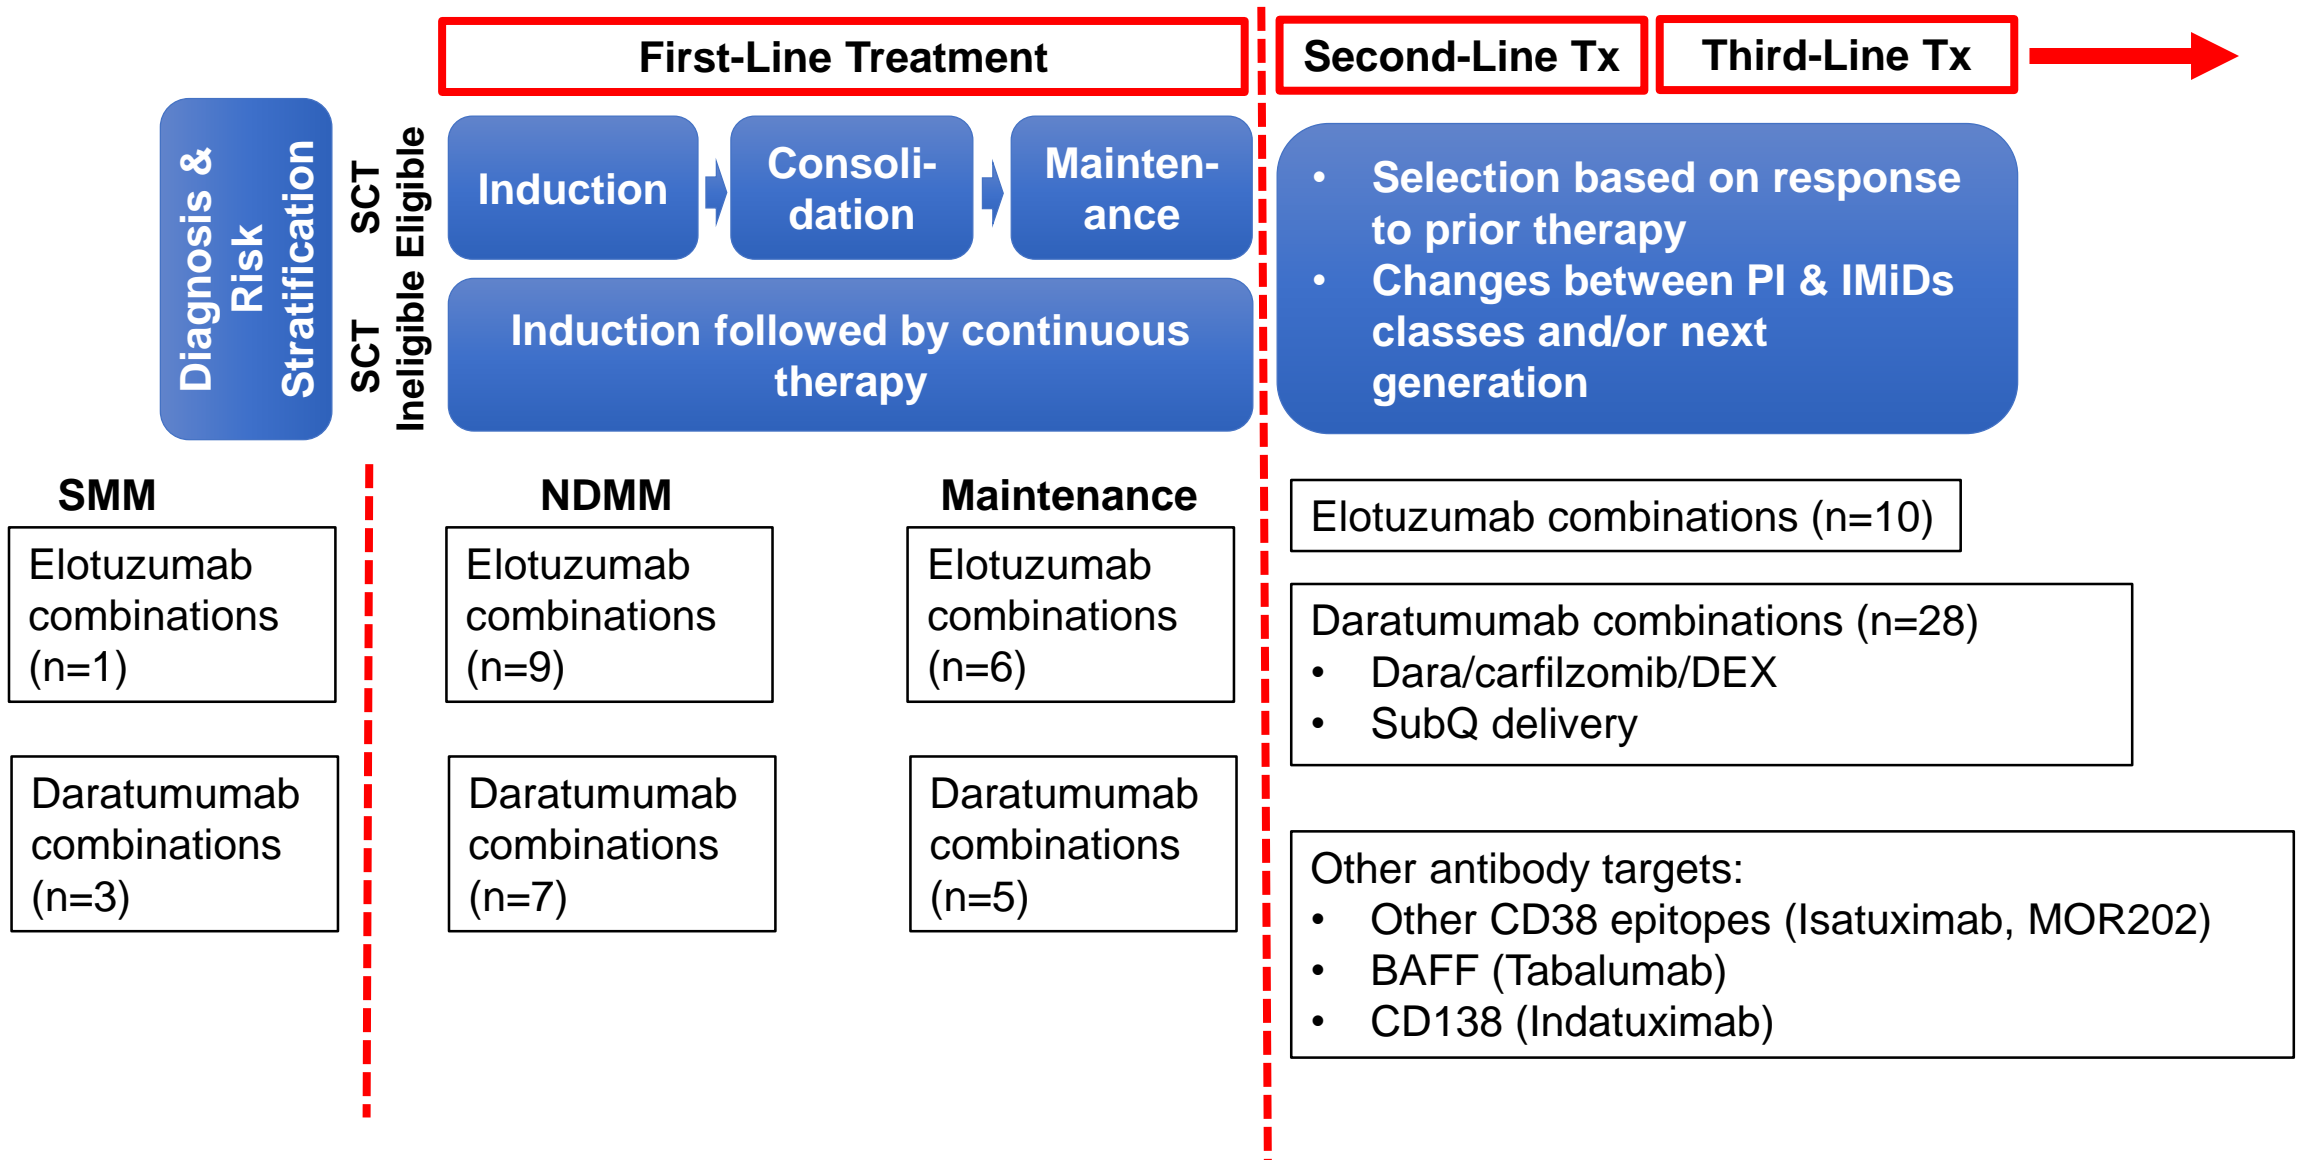 First-Line Treatment
Second-Line Tx
Third-Line Tx
Diagnosis &
Risk
Stratification
SCT
Eligible
SCT
Ineligible
Induction
Consoli-
dation
Mainten-
ance
Induction followed by continuous
therapy
• Selection based on response
to prior therapy
• Changes between PI & IMiDs
classes and/or next
generation
SMM
Elotuzumab
combinations
(n=1)
Daratumumab
combinations
(n=3)
NDMM
Elotuzumab
combinations
(n=9)
Daratumumab
combinations
(n=7)
Maintenance
Elotuzumab
combinations
(n=6)
Daratumumab
combinations
(n=5)
Elotuzumab combinations (n=10)
Daratumumab combinations (n=28)
• Dara/carfilzomib/DEX
• SubQ delivery
Other antibody targets:
• Other CD38 epitopes (Isatuximab, MOR202)
• BAFF (Tabalumab)
• CD138 (Indatuximab)